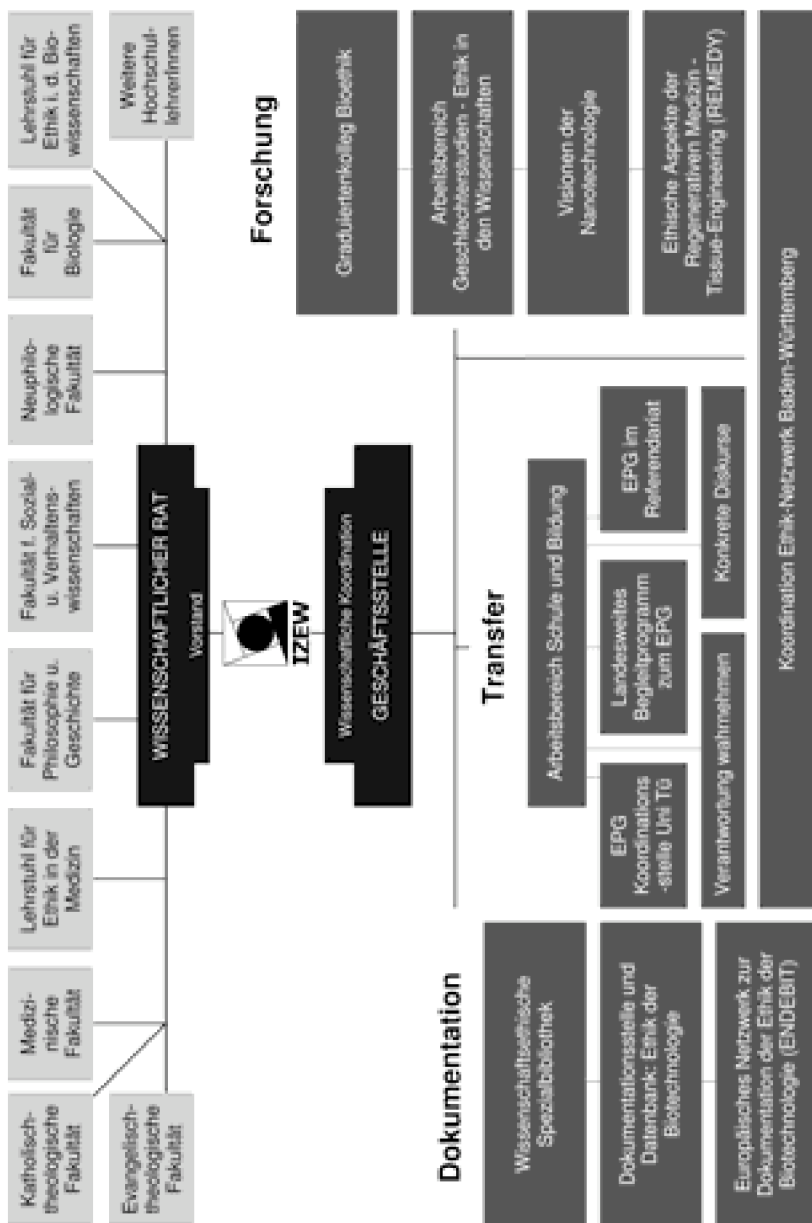 Katholisch-
theologische
Fakultät
Medizi-
nische
Fakultät
Lehrstuhl für
Ethik in der
Medizin
Fakultät für
Philosophie u.
Geschichte
Fakultät f. Sozial-
u. Verhaltens-
wissenschaften
Neuphilo-
logische
Fakultät
Fakultät
für
Biologie
Lehrstuhl für
Ethik i. d. Bio-
wissenschaften
Evangelisch-
theologische
Fakultät
Weitere
Hochschul-
lehrerInnen
WISSENSCHAFTLICHER RAT
Vorstand
IZEW
Wissenschaftliche Koordination
GESCHÄFTSSTELLE
Dokumentation
Wissenschaftsethische
Spezialbibliothek
Dokumentationsstelle und
Datenbank: Ethik der
Biotechnologie
Europäisches Netzwerk zur
Dokumentation der Ethik der
Biotechnologie (ENDEBIT)
Transfer
Arbeitsbereich Schule und Bildung
EPG
Koordinations
-stelle Uni Tü
Landesweites
Begleitprogramm
zum EPG
EPG im
Referendariat
Verantwortung wahrnehmen
Konkrete Diskurse
Forschung
Graduiertenkolleg Bioethik
Arbeitsbereich
Geschlechterstudien - Ethik in
den Wissenschaften
Visionen der
Nanotechnologie
Ethische Aspekte der
Regenerativen Medizin -
Tissue-Engineering (REMEDY)
Koordination Ethik-Netzwerk Baden-Württemberg